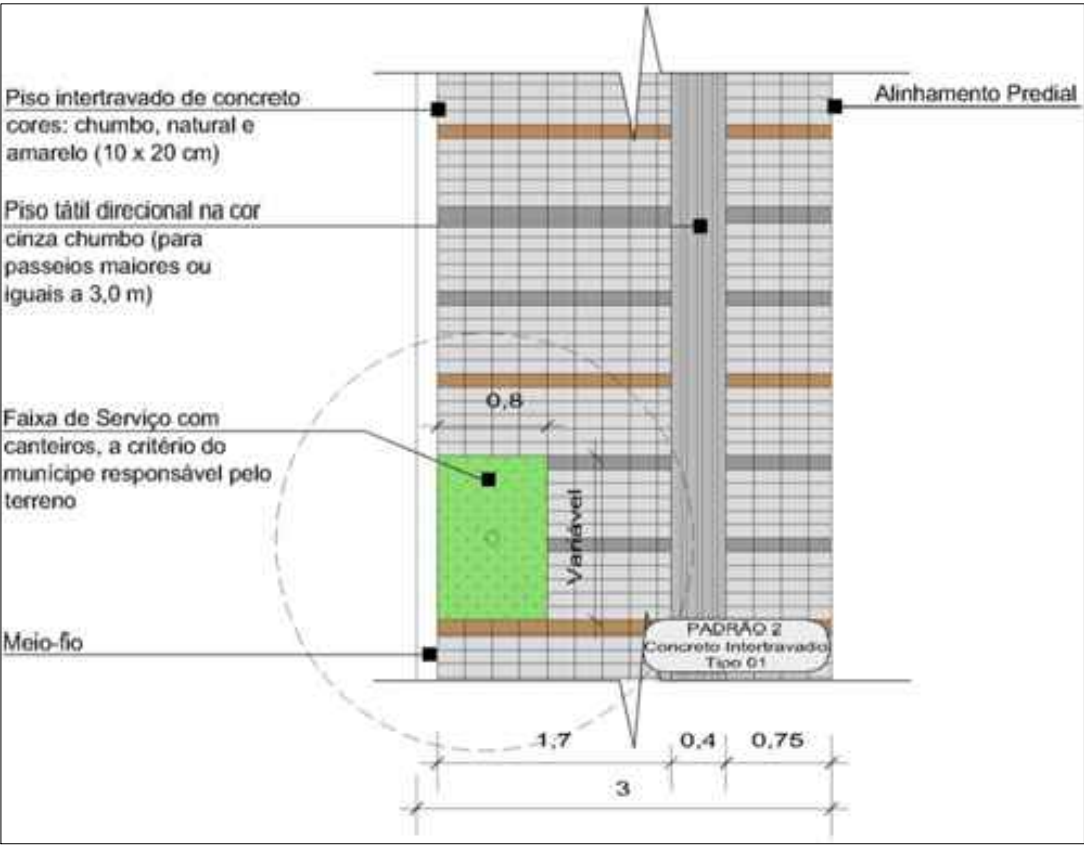 Piso intertravado de concreto
cores: chumbo, natural e
amarelo (10 x 20 cm)
Alinhamento Predial
Piso tátil direcional na cor
cinza chumbo (para
passeios maiores ou
iguais a 3,0 m)
0,8
Faixa de Serviço com
canteiros, a critério do
munícipe responsável pelo
terreno
Variável
Meio-fio
PADRÃO 2
Concreto Intertravado
Tipo 01
1,7
0,4
0,75
3